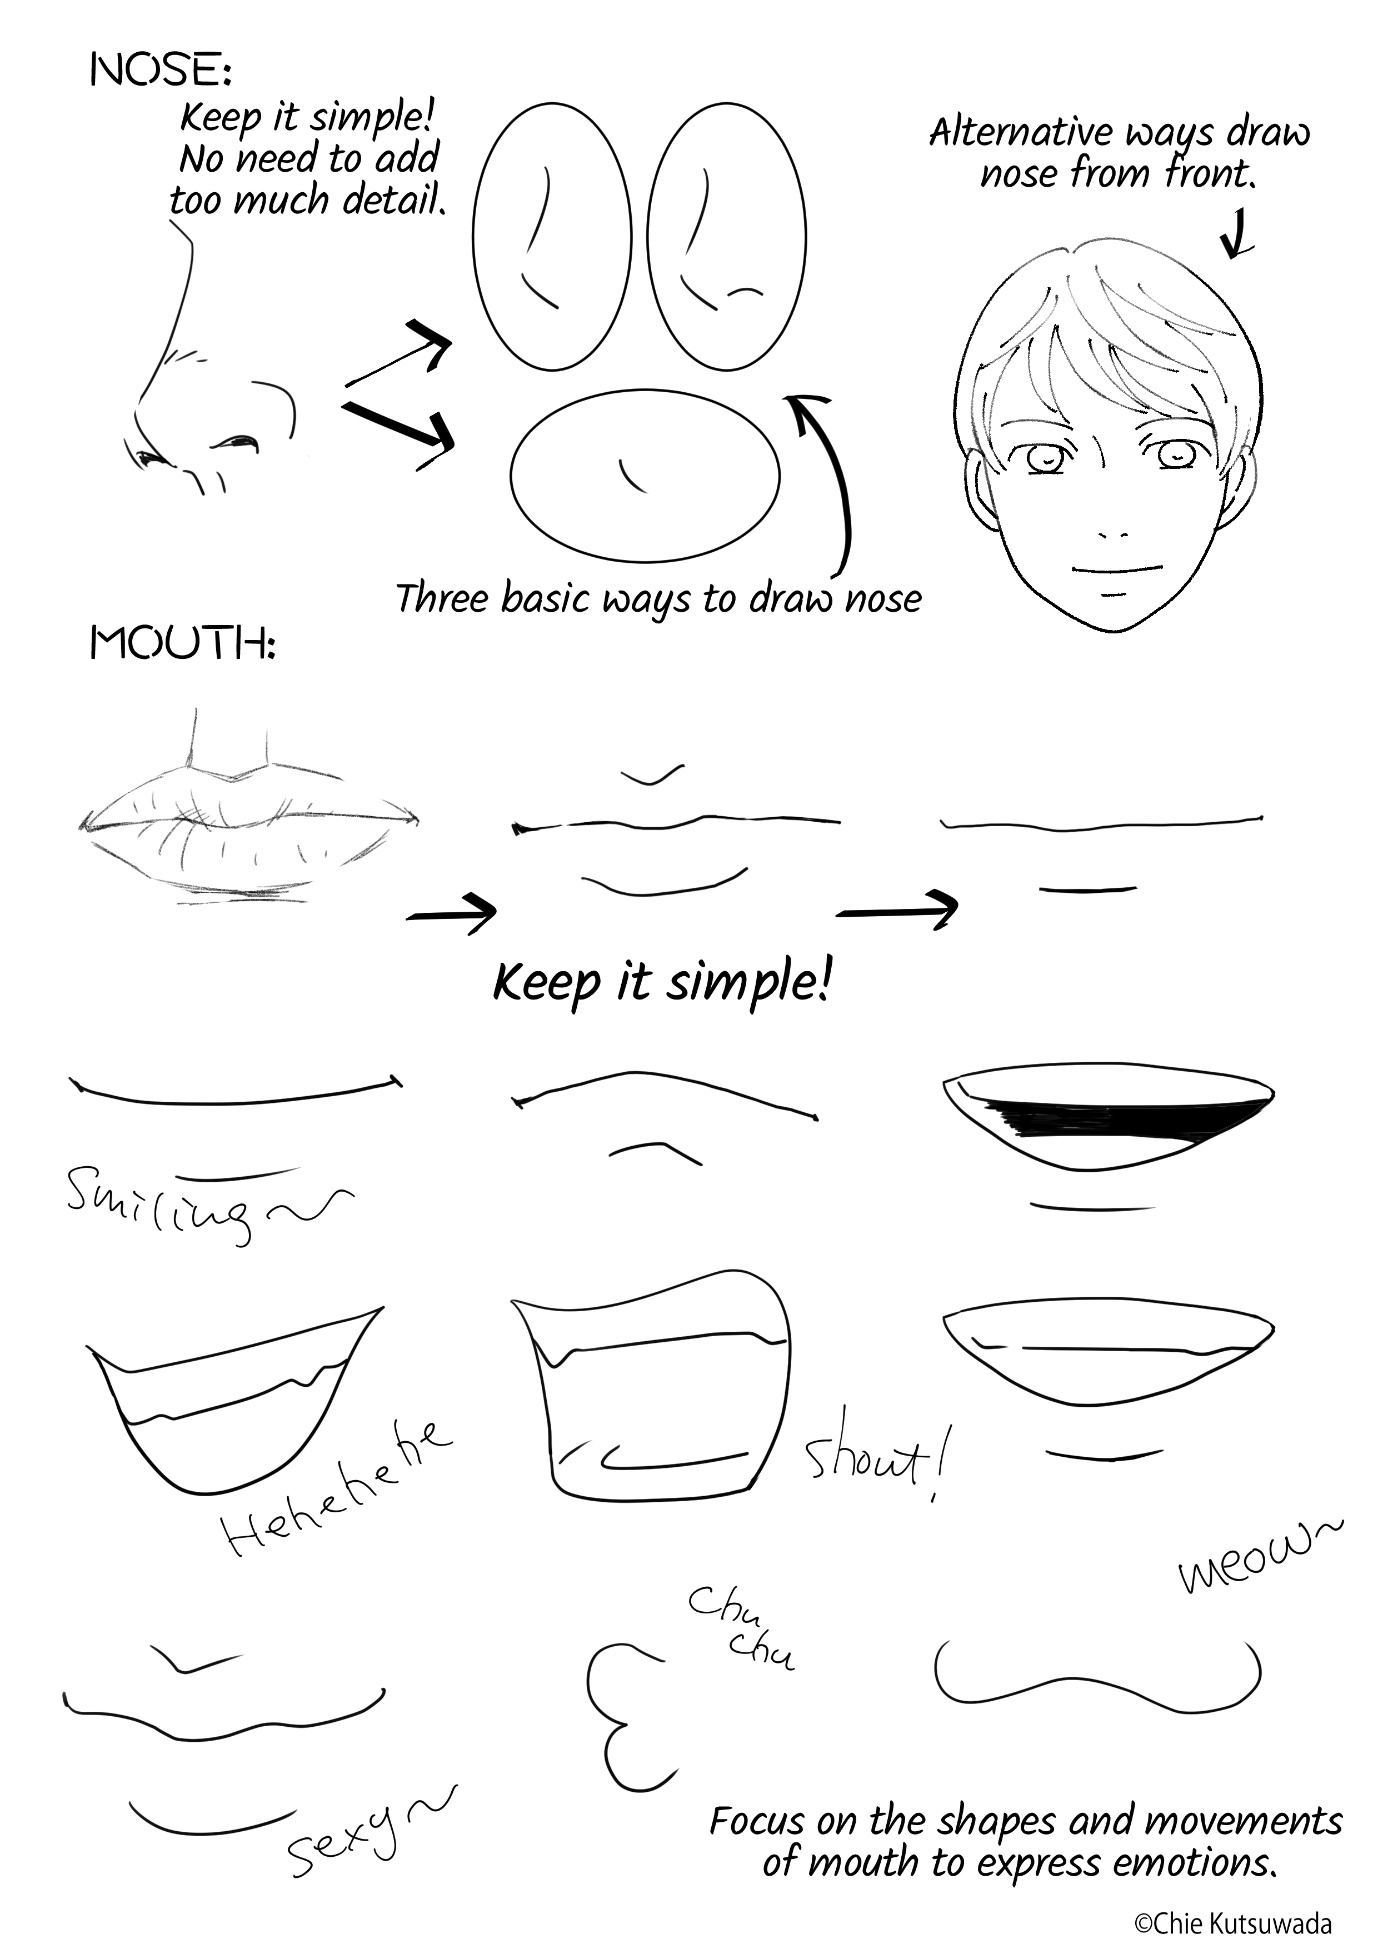 NOSE:
Keep it simple!
No need to add
too much detail.
Alternative ways draw
nose from front.
Three basic ways to draw nose
MOUTH:
Keep it simple!
Smiling~
Hehehehe
Shout!
meow~
Chu
chu
sexy~
Focus on the shapes and movements
of mouth to express emotions.
©Chie Kutsuwada